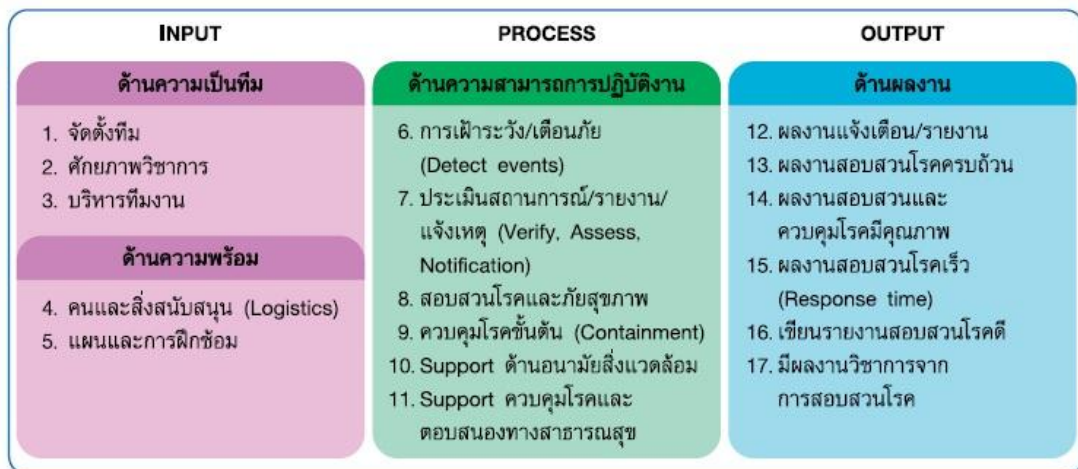 INPUT
ด้านความเป็นทีม
1. จัดตั้งทีม
2. ศักยภาพวิชาการ
3. บริหารทีมงาน
ด้านความพร้อม
4. คนและสิ่งสนับสนุน (Logistics)
5. แผนและการฝึกซ้อม
PROCESS
ด้านความสามารถการปฏิบัติงาน
6. การเฝ้าระวัง/เตือนภัย
(Detect events)
7. ประเมินสถานการณ์/รายงาน/
แจ้งเหตุ (Verify, Assess,
Notification)
8. สอบสวนโรคและภัยสุขภาพ
9. ควบคุมโรคขั้นต้น (Containment)
10. Support ด้านอนามัยสิ่งแวดล้อม
11. Support ควบคุมโรคและ
ตอบสนองทางสาธารณสุข
OUTPUT
ด้านผลงาน
12. ผลงานแจ้งเตือน/รายงาน
13. ผลงานสอบสวนโรคครบถ้วน
14. ผลงานสอบสวนและ
ควบคุมโรคมีคุณภาพ
15. ผลงานสอบสวนโรคเร็ว
(Response time)
16. เขียนรายงานสอบสวนโรคดี
17. มีผลงานวิชาการจาก
การสอบสวนโรค